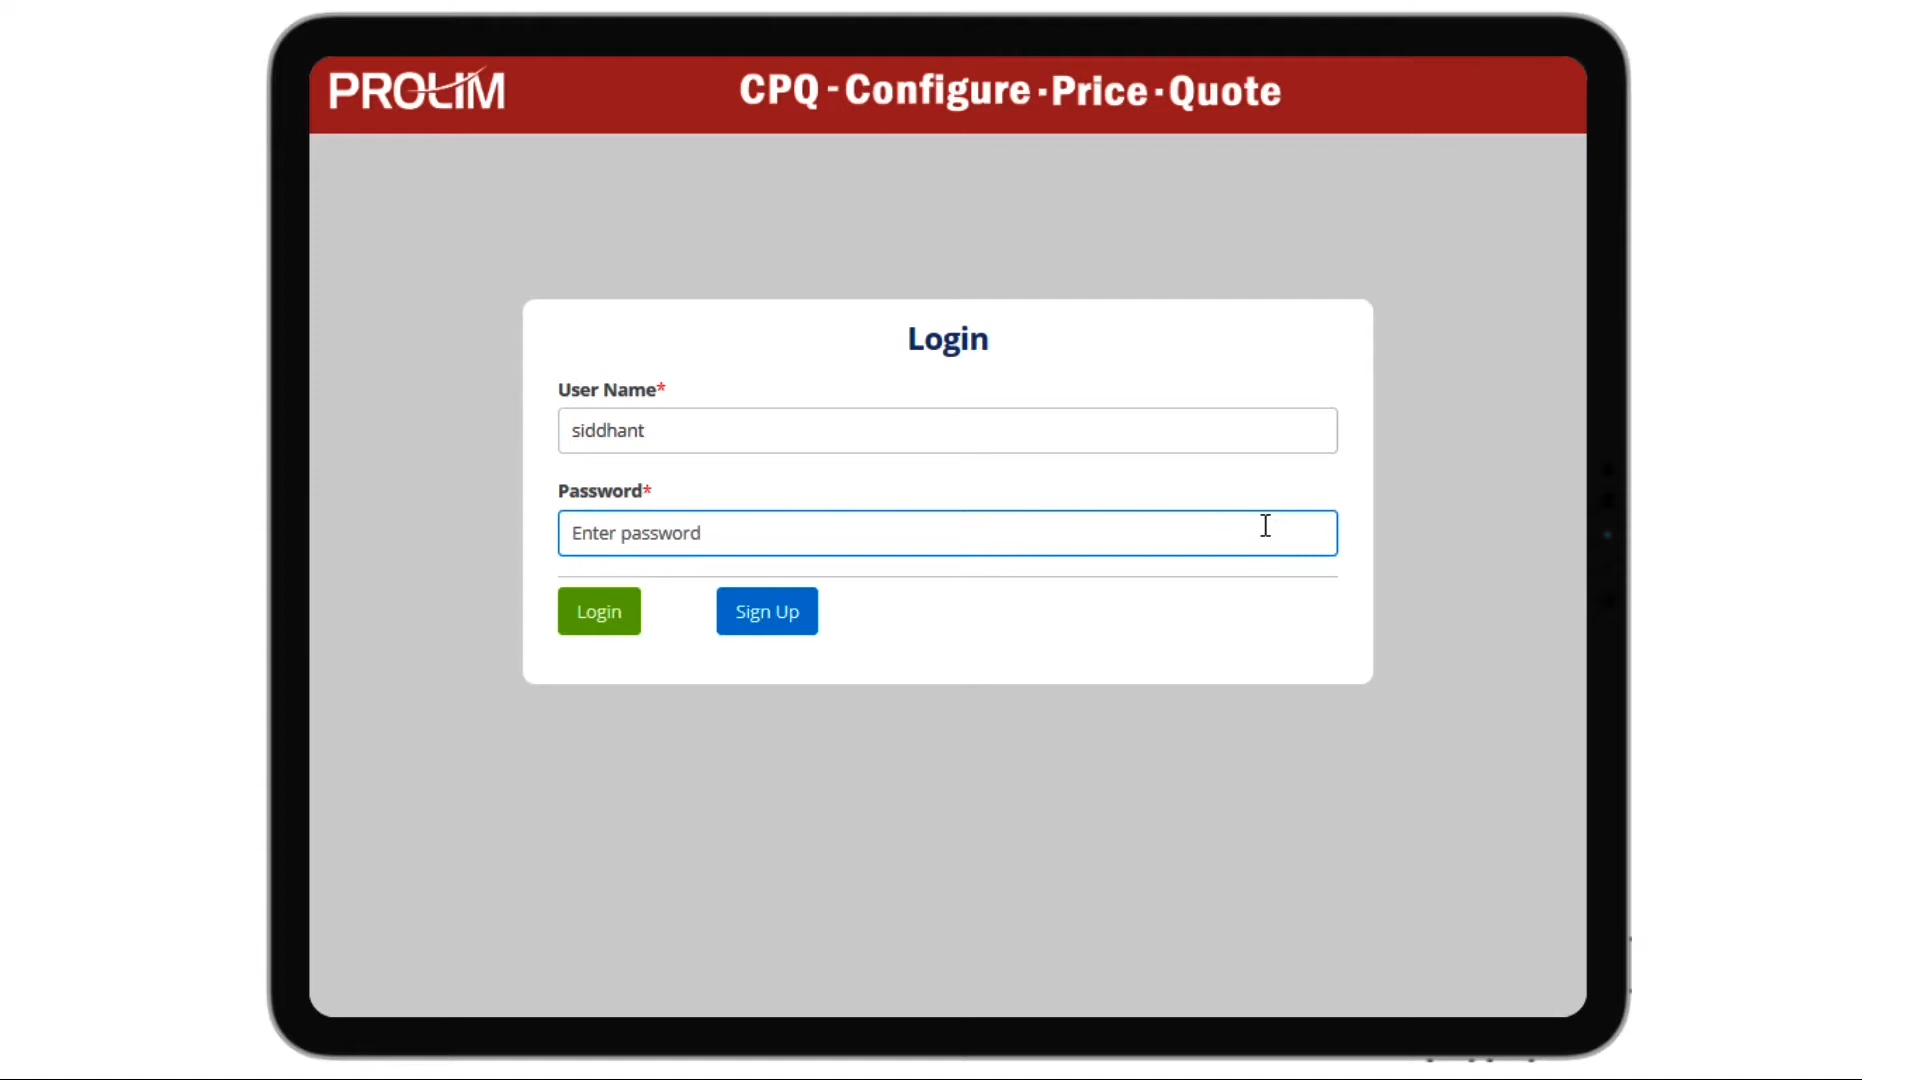 PROLIM
CPQ - Configure · Price · Quote
Login
User Name*
siddhant
Password*
Enter password
Login
Sign Up